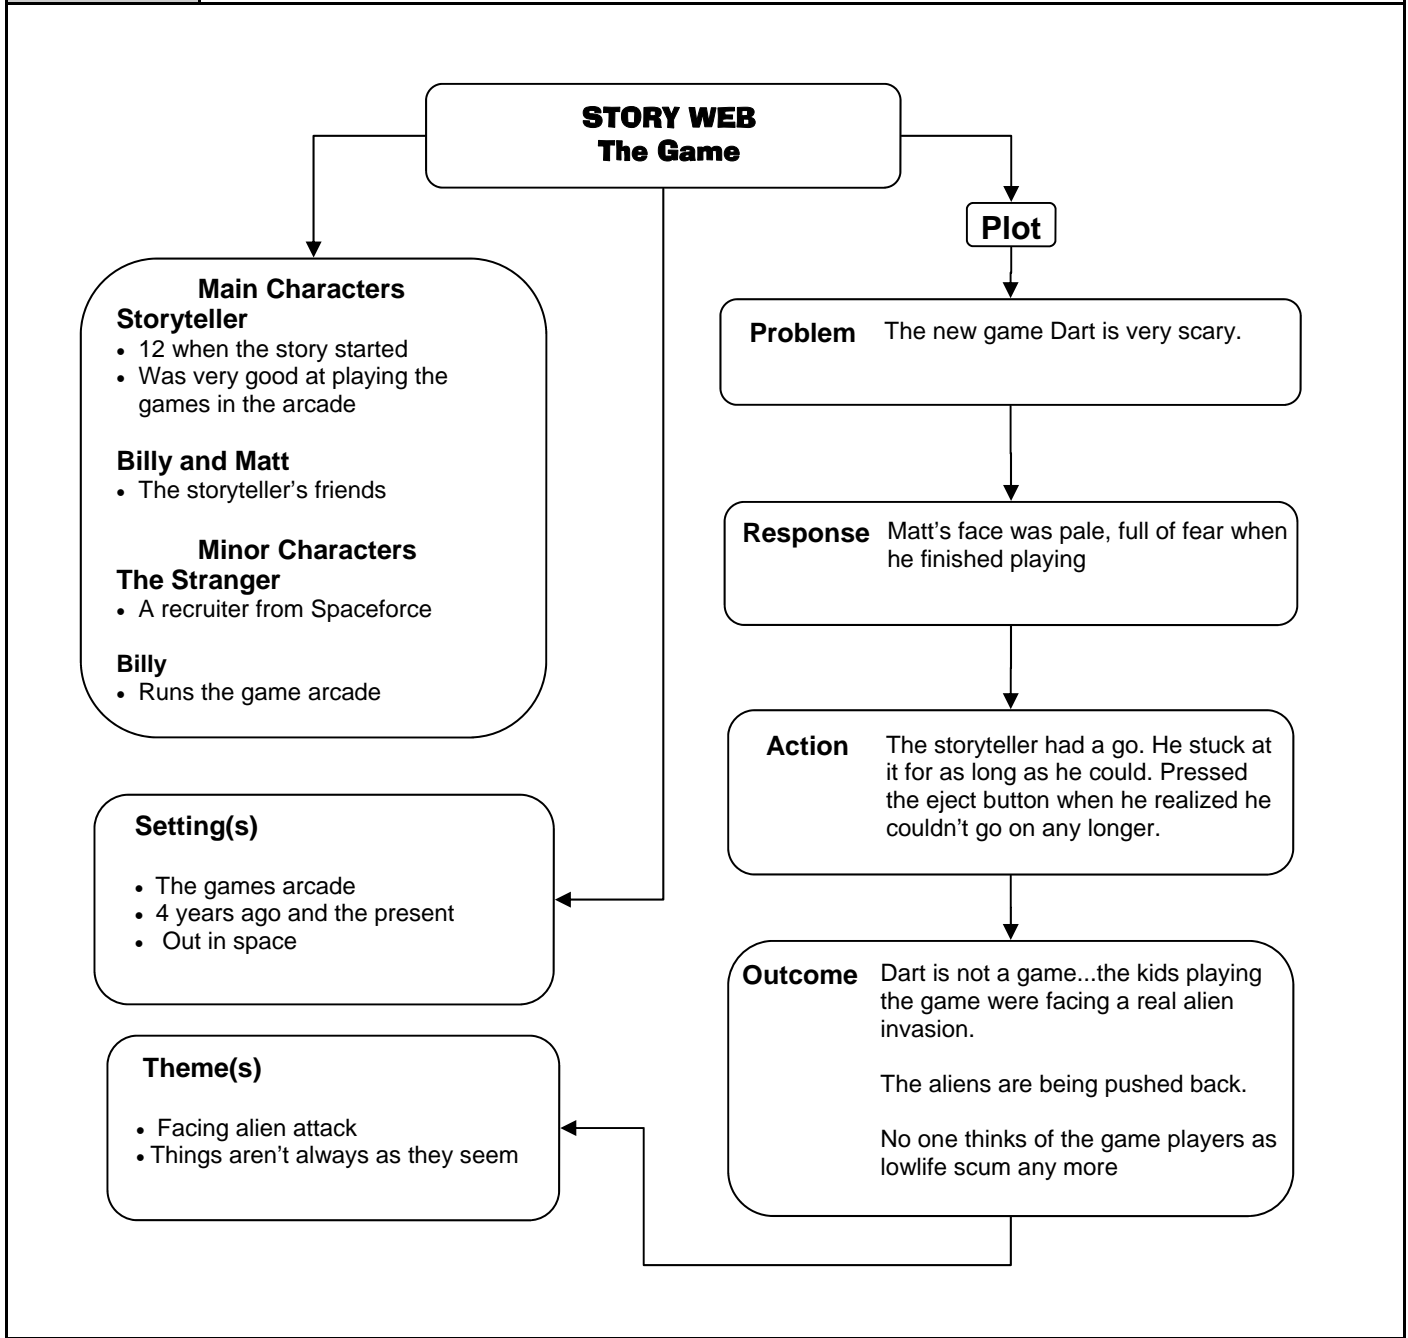 STORY WEB
The Game
Main Characters
Storyteller
• 12 when the story started
• Was very good at playing the
games in the arcade
Billy and Matt
• The storyteller's friends
Minor Characters
The Stranger
• A recruiter from Spaceforce
Billy
• Runs the game arcade
Setting(s)
• The games arcade
• 4 years ago and the present
• Out in space
Theme(s)
• Facing alien attack
• Things aren't always as they seem
Plot
Problem The new game Dart is very scary.
Response Matt's face was pale, full of fear when
he finished playing
Action The storyteller had a go. He stuck at
it for as long as he could. Pressed
the eject button when he realized he
couldn't go on any longer.
Outcome Dart is not a game...the kids playing
the game were facing a real alien
invasion.
The aliens are being pushed back.
No one thinks of the game players as
lowlife scum any more